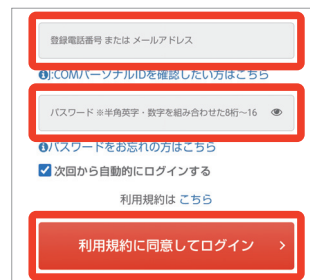 登録電話番号 または メールアドレス
J:COMパーソナルIDを確認したい方はこちら
パスワード ※半角英字・数字を組み合わせた8桁～16
パスワードをお忘れの方はこちら
次回から自動的にログインする
利用規約は こちら
利用規約に同意してログイン